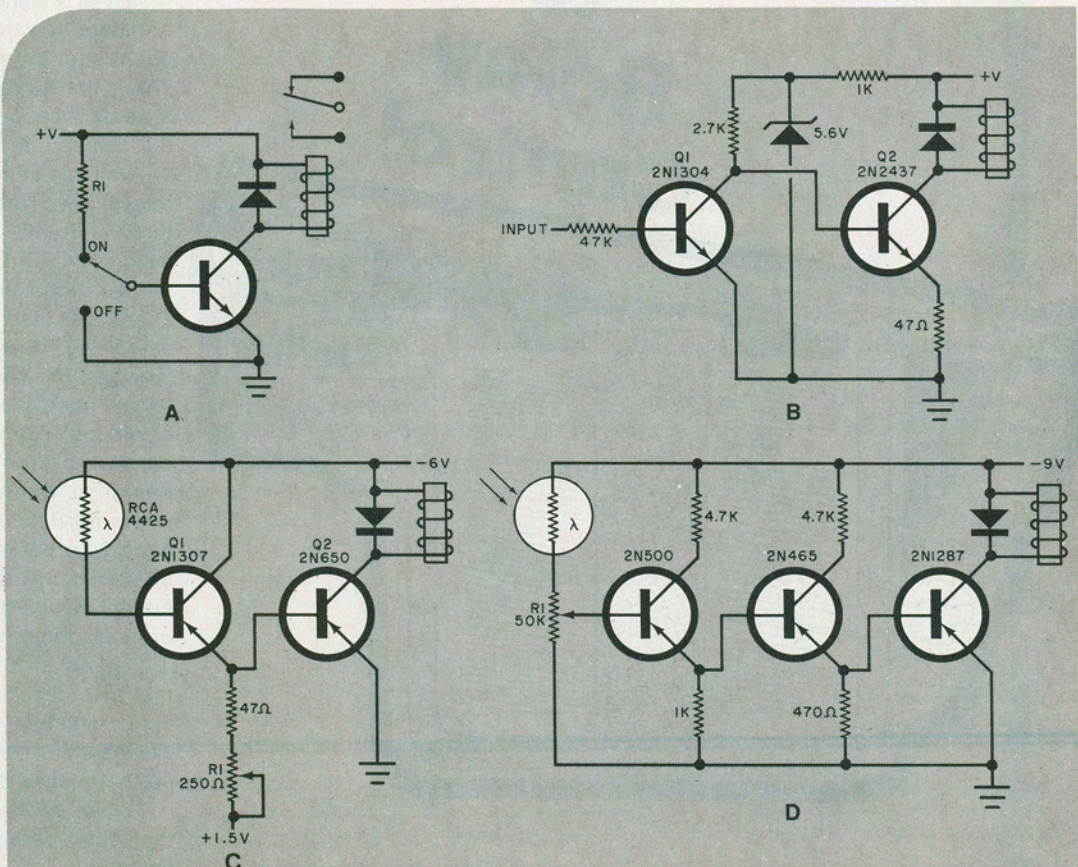 +V
R1
ON
OFF
A
2.7K
5.6V
1K
+V
Q1
2N1304
Q2
2N2437
INPUT
47K
47Ω
B
RCA
4425
λ
-6V
Q1
2N1307
Q2
2N650
47Ω
R1
250Ω
+1.5V
C
λ
-9V
4.7K
4.7K
2N500
2N465
2N1287
R1
50K
1K
470Ω
D